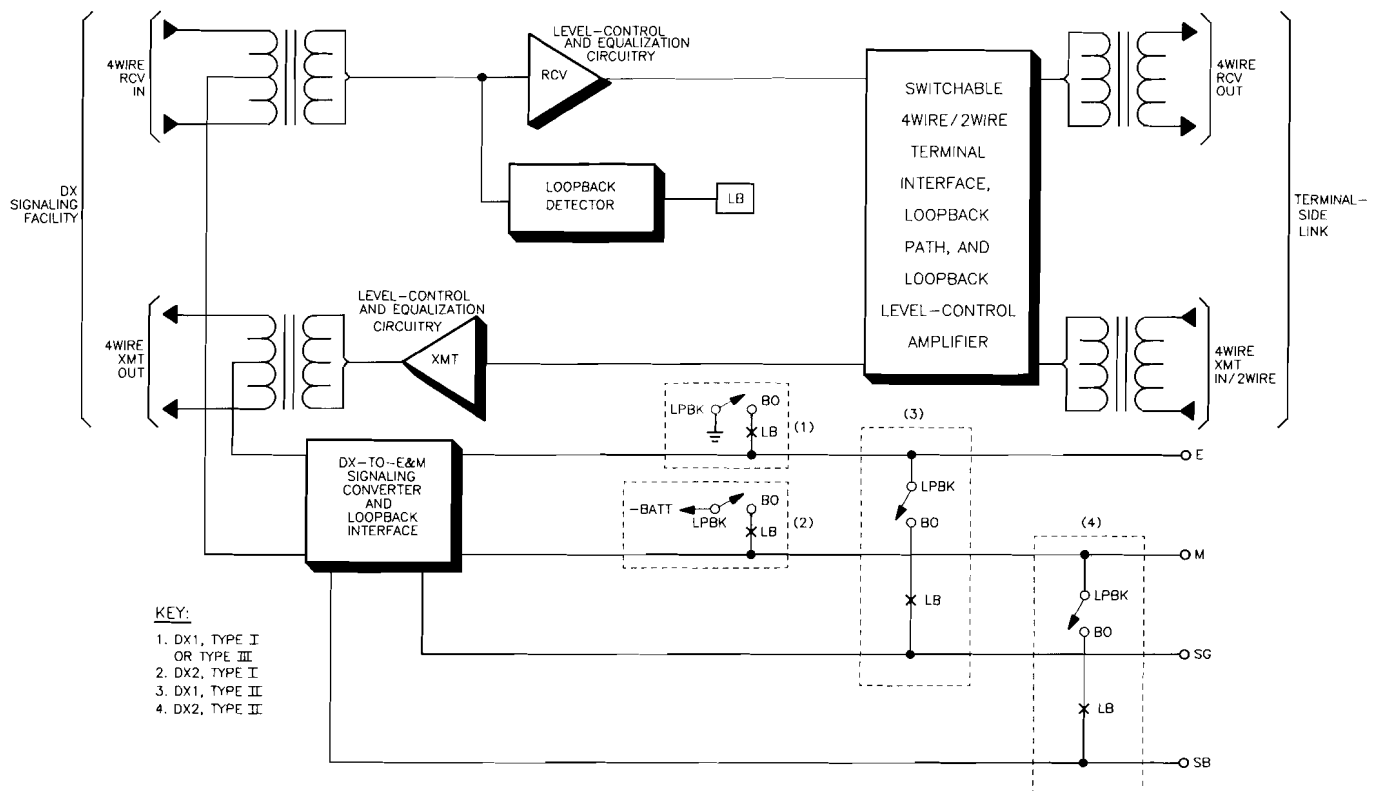 LEVEL-CONTROL
AND EQUALIZATION
CIRCUITRY
4WIRE
RCV
IN
RCV
4WIRE
RCV
OUT
SWITCHABLE
4WIRE/2WIRE
TERMINAL
INTERFACE,
LOOPBACK
PATH, AND
LOOPBACK
LEVEL-CONTROL
AMPLIFIER
LOOPBACK
DETECTOR
LB
DX
SIGNALING
FACILITY
TERMINAL-
SIDE
LINK
LEVEL-CONTROL
AND EQUALIZATION
CIRCUITRY
4WIRE
XMT
OUT
XMT
4WIRE
XMT
IN/2WIRE
LPBK
BO
LB
(1)
(3)
DX-TO-E&M
SIGNALING
CONVERTER
AND
LOOPBACK
INTERFACE
E
LPBK
BO
-BATT
LPBK
BO
LB
(2)
(4)
M
LPBK
BO
LB
LB
SG
SB
KEY:
1. DX1, TYPE I
OR TYPE III
2. DX2, TYPE I
3. DX1, TYPE II
4. DX2, TYPE II